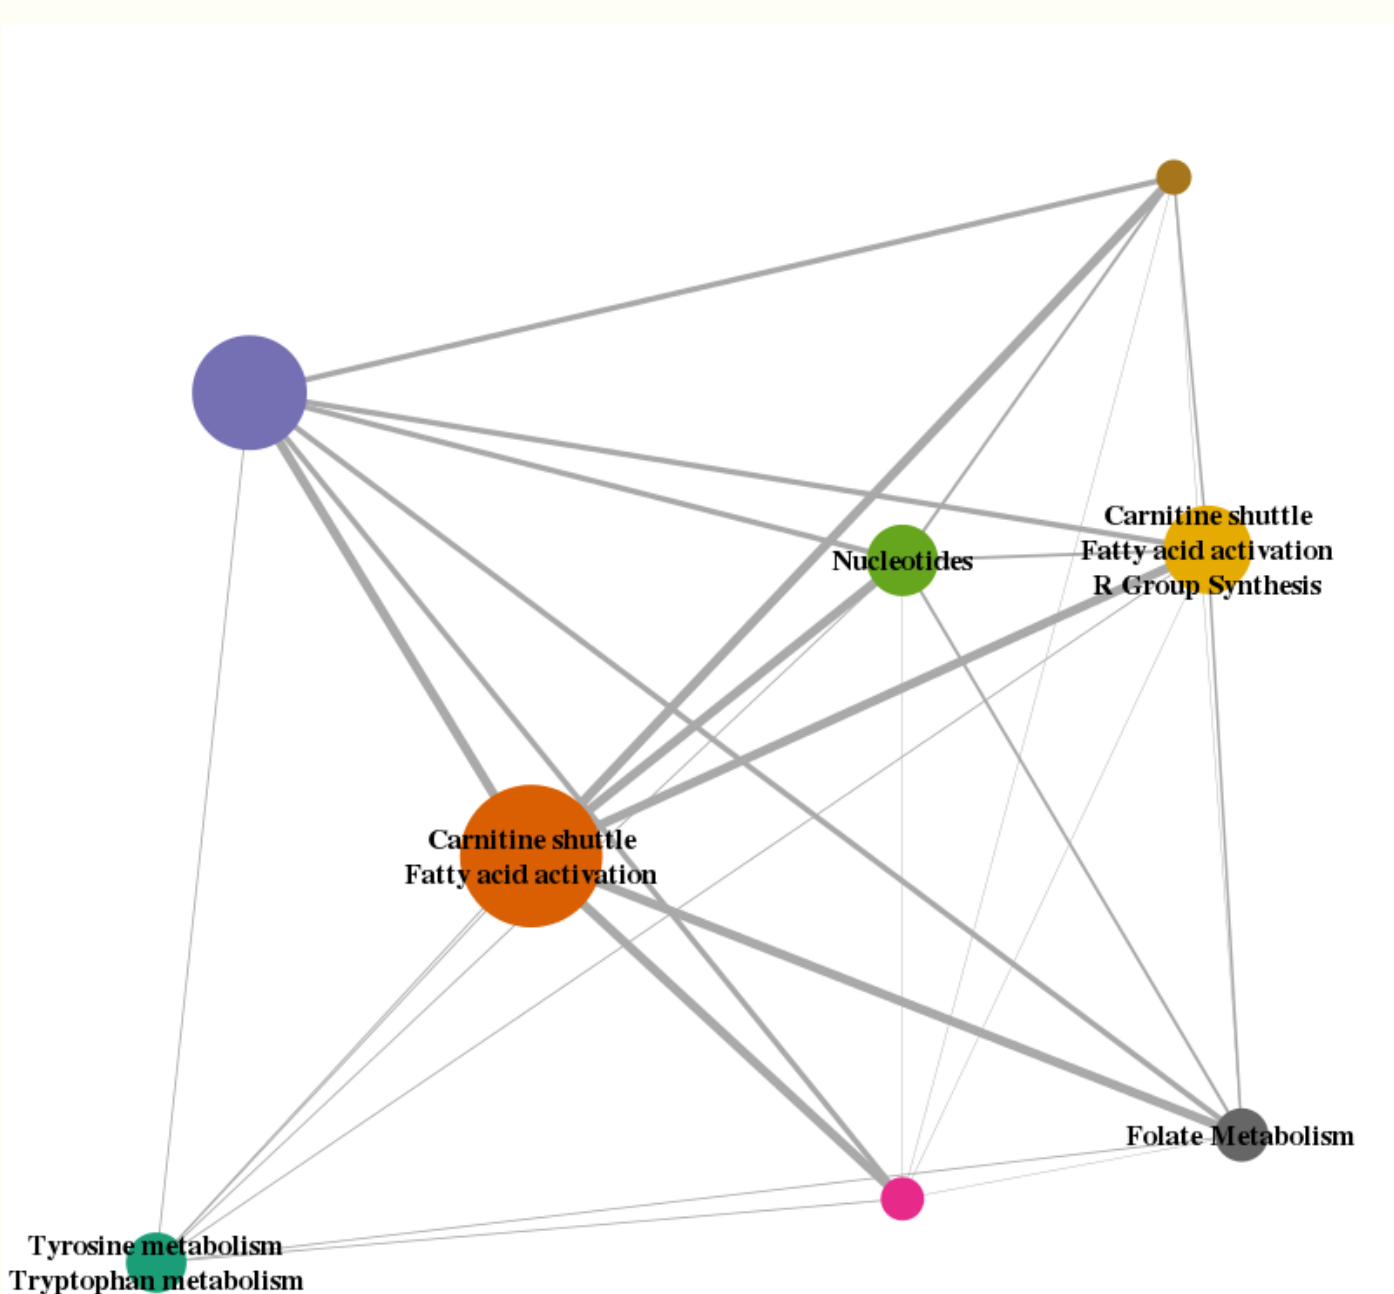 Carnitine shuttle
Fatty acid activation
R Group Synthesis
Nucleotides
Carnitine shuttle
Fatty acid activation
Folate Metabolism
Tyrosine metabolism
Tryptophan metabolism